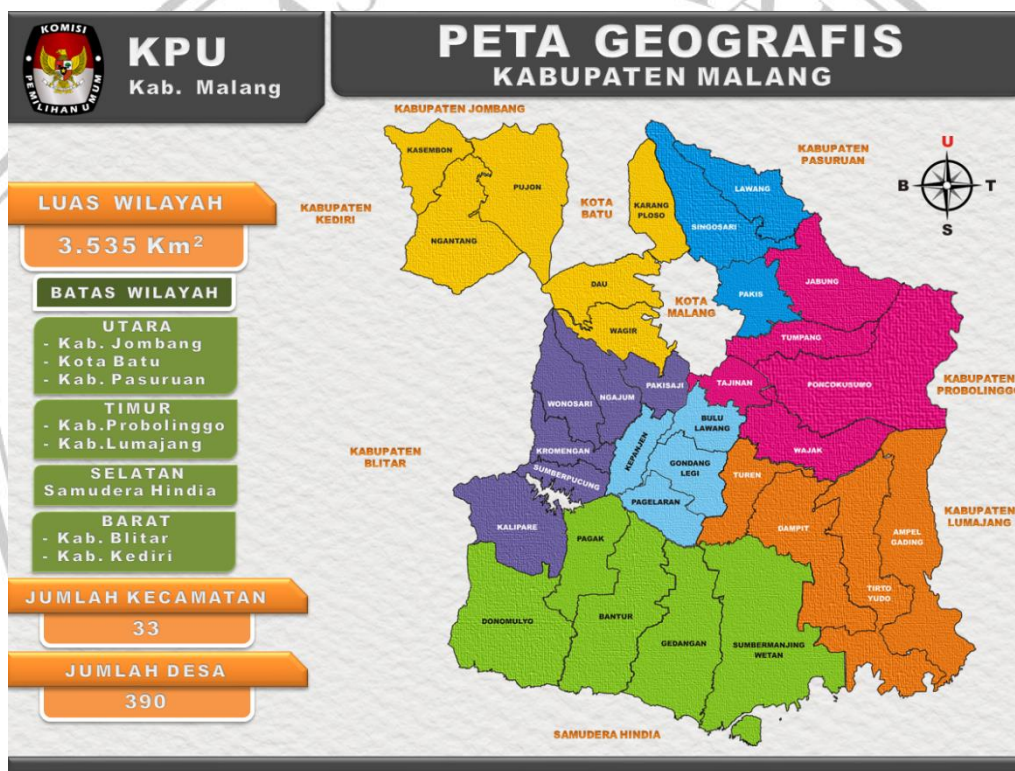 KOMISI
PEMILIHAN UMUM
KPU
Kab. Malang
PETA GEOGRAFIS
KABUPATEN MALANG
LUAS WILAYAH
3.535 Km²
BATAS WILAYAH
UTARA
- Kab. Jombang
- Kota Batu
- Kab. Pasuruan
TIMUR
- Kab.Probolinggo
- Kab.Lumajang
SELATAN
Samudera Hindia
BARAT
- Kab. Blitar
- Kab. Kediri
JUMLAH KECAMATAN
33
JUMLAH DESA
390
KABUPATEN JOMBANG
KASEMBON
PUJON
NGANTANG
KABUPATEN
KEDIRI
KOTA
BATU
KARANG
PLOSO
LAWANG
SINGOSARI
KABUPATEN
PASURUAN
U
B
T
S
DAU
WAGIR
KOTA
MALANG
PAKIS
JABUNG
TUMPANG
PONCOKUSUMO
TAJINAN
WAJAK
KABUPATEN
PROBOLINGGO
WONOSARI
NGAJUM
PAKISAJI
KROMENGAN
SUMBERPUCUNG
KALIPARE
KABUPATEN
BLITAR
KEPANJEN
BULU
LAWANG
GONDANG
LEGI
PAGELARAN
TUREN
DAMPIT
AMPEL
GADING
TIRTO
YUDO
KABUPATEN
LUMAJANG
PAGAK
DONOMULYO
BANTUR
GEDANGAN
SUMBERMANJING
WETAN
SAMUDERA HINDIA